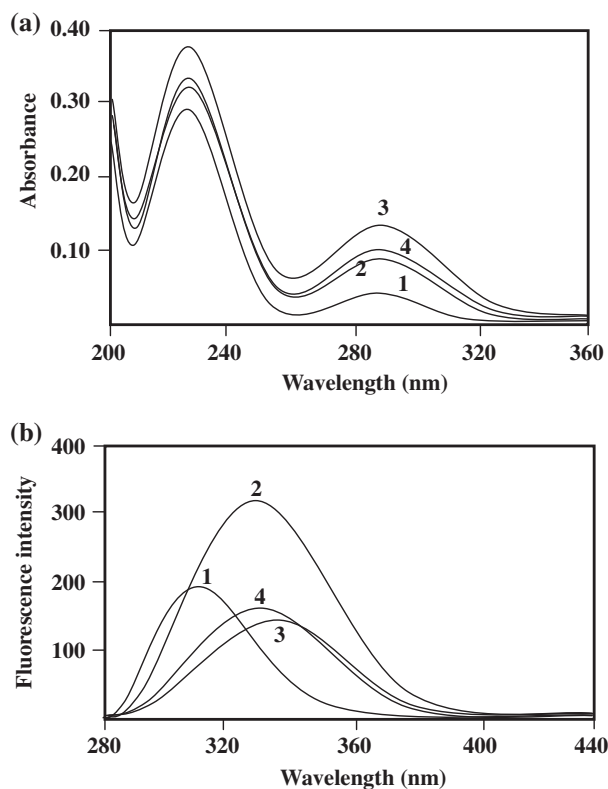 (a)
0.40
0.30
0.20
0.10
Absorbance
3
4
2
1
200 240 280 320 360
Wavelength (nm)
(b)
400
300
200
100
Fluorescence intensity
2
1
4
3
280 320 360 400 440
Wavelength (nm)